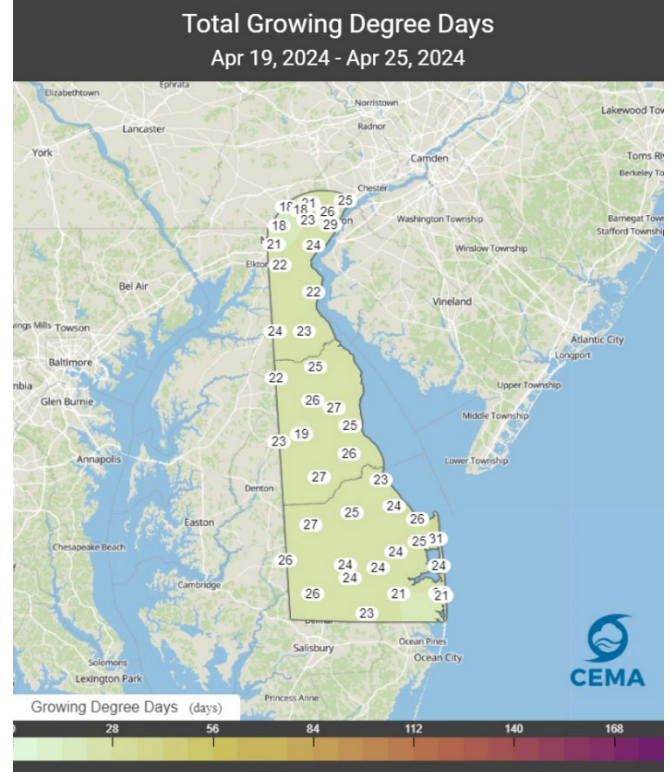 Total Growing Degree Days
Apr 19, 2024 - Apr 25, 2024
Ephrata
Elizabethtown
Norristown
Lakewood
Lancaster
Radnor
York
Camden
Toms
Chester
Berkeley
18 21 25
18 26
23 29
18
Washington Township
Barnegat
Stafford Township
21 24
Elkton
22
Winslow Township
Bel Air
22
Vineland
Mills Towson
24 23
Atlantic City
Longport
Baltimore
25
22
Upper Township
Glen Burnie
26
27
Middle Township
25
19
23
26
Annapolis
Lower Township
27
23
Denton
24
25
26
27
Easton
25 31
Chesapeake Beach
24
26
24 24
24
24
Cambridge
26
21
21
23
Salisbury
Ocean Pines
Ocean City
Solomons
Lexington Park
CEMA
Princess Anne
Growing Degree Days (days)
28 56 84 112 140 168